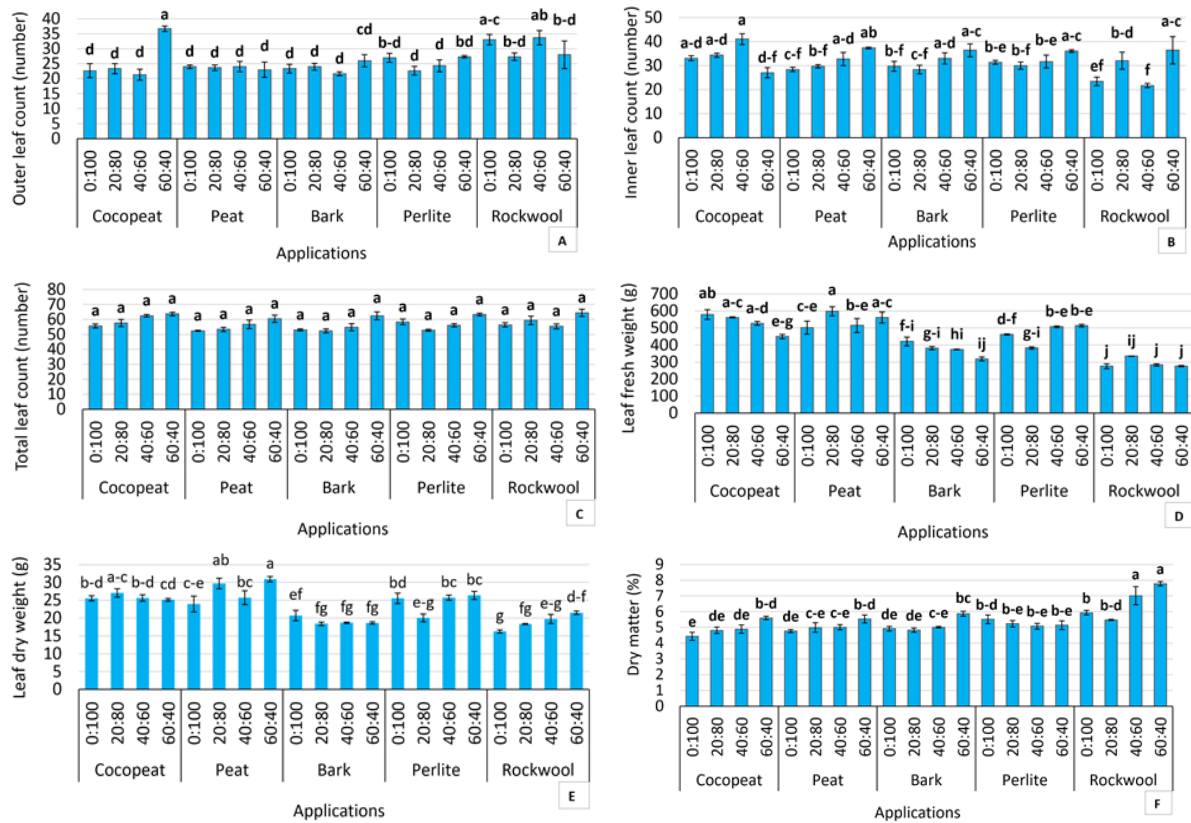 Outer leaf count (number)
40
35
30
25
20
15
10
5
0
d d d a d d d d d d d cd b-d d d bd a-c b-d ab b-d
0:100 20:80 40:60 60:40 0:100 20:80 40:60 60:40 0:100 20:80 40:60 60:40 0:100 20:80 40:60 60:40 0:100 20:80 40:60 60:40
Cocopeat Peat Bark Perlite Rockwool
Applications
A
Inner leaf count (number)
50
40
30
20
10
0
a-d a-d a d-f c-f b-f a-d ab b-f c-f a-d a-c b-e b-f b-e a-c ef b-d f a-c
0:100 20:80 40:60 60:40 0:100 20:80 40:60 60:40 0:100 20:80 40:60 60:40 0:100 20:80 40:60 60:40 0:100 20:80 40:60 60:40
Cocopeat Peat Bark Perlite Rockwool
Applications
B
Total leaf count (number)
80
70
60
50
40
30
20
10
0
a a a a a a a a a a a a a a a a a a a a
0:100 20:80 40:60 60:40 0:100 20:80 40:60 60:40 0:100 20:80 40:60 60:40 0:100 20:80 40:60 60:40 0:100 20:80 40:60 60:40
Cocopeat Peat Bark Perlite Rockwool
Applications
C
Leaf fresh weight (g)
700
600
500
400
300
200
100
0
ab a-c a-d e-g c-e a b-e a-c f-i g-i hi ij d-f g-i b-e b-e j ij j j
0:100 20:80 40:60 60:40 0:100 20:80 40:60 60:40 0:100 20:80 40:60 60:40 0:100 20:80 40:60 60:40 0:100 20:80 40:60 60:40
Cocopeat Peat Bark Perlite Rockwool
Applications
D
Leaf dry weight (g)
35
30
25
20
15
10
5
0
b-d a-c b-d cd c-e ab bc a ef fg fg fg bd e-g bc bc g fg e-g d-f
0:100 20:80 40:60 60:40 0:100 20:80 40:60 60:40 0:100 20:80 40:60 60:40 0:100 20:80 40:60 60:40 0:100 20:80 40:60 60:40
Cocopeat Peat Bark Perlite Rockwool
Applications
E
Dry matter (%)
9
8
7
6
5
4
3
2
1
0
e de de b-d de c-e c-e b-d de de c-e bc b-d b-e b-e b-e b b-d a a
0:100 20:80 40:60 60:40 0:100 20:80 40:60 60:40 0:100 20:80 40:60 60:40 0:100 20:80 40:60 60:40 0:100 20:80 40:60 60:40
Cocopeat Peat Bark Perlite Rockwool
Applications
F